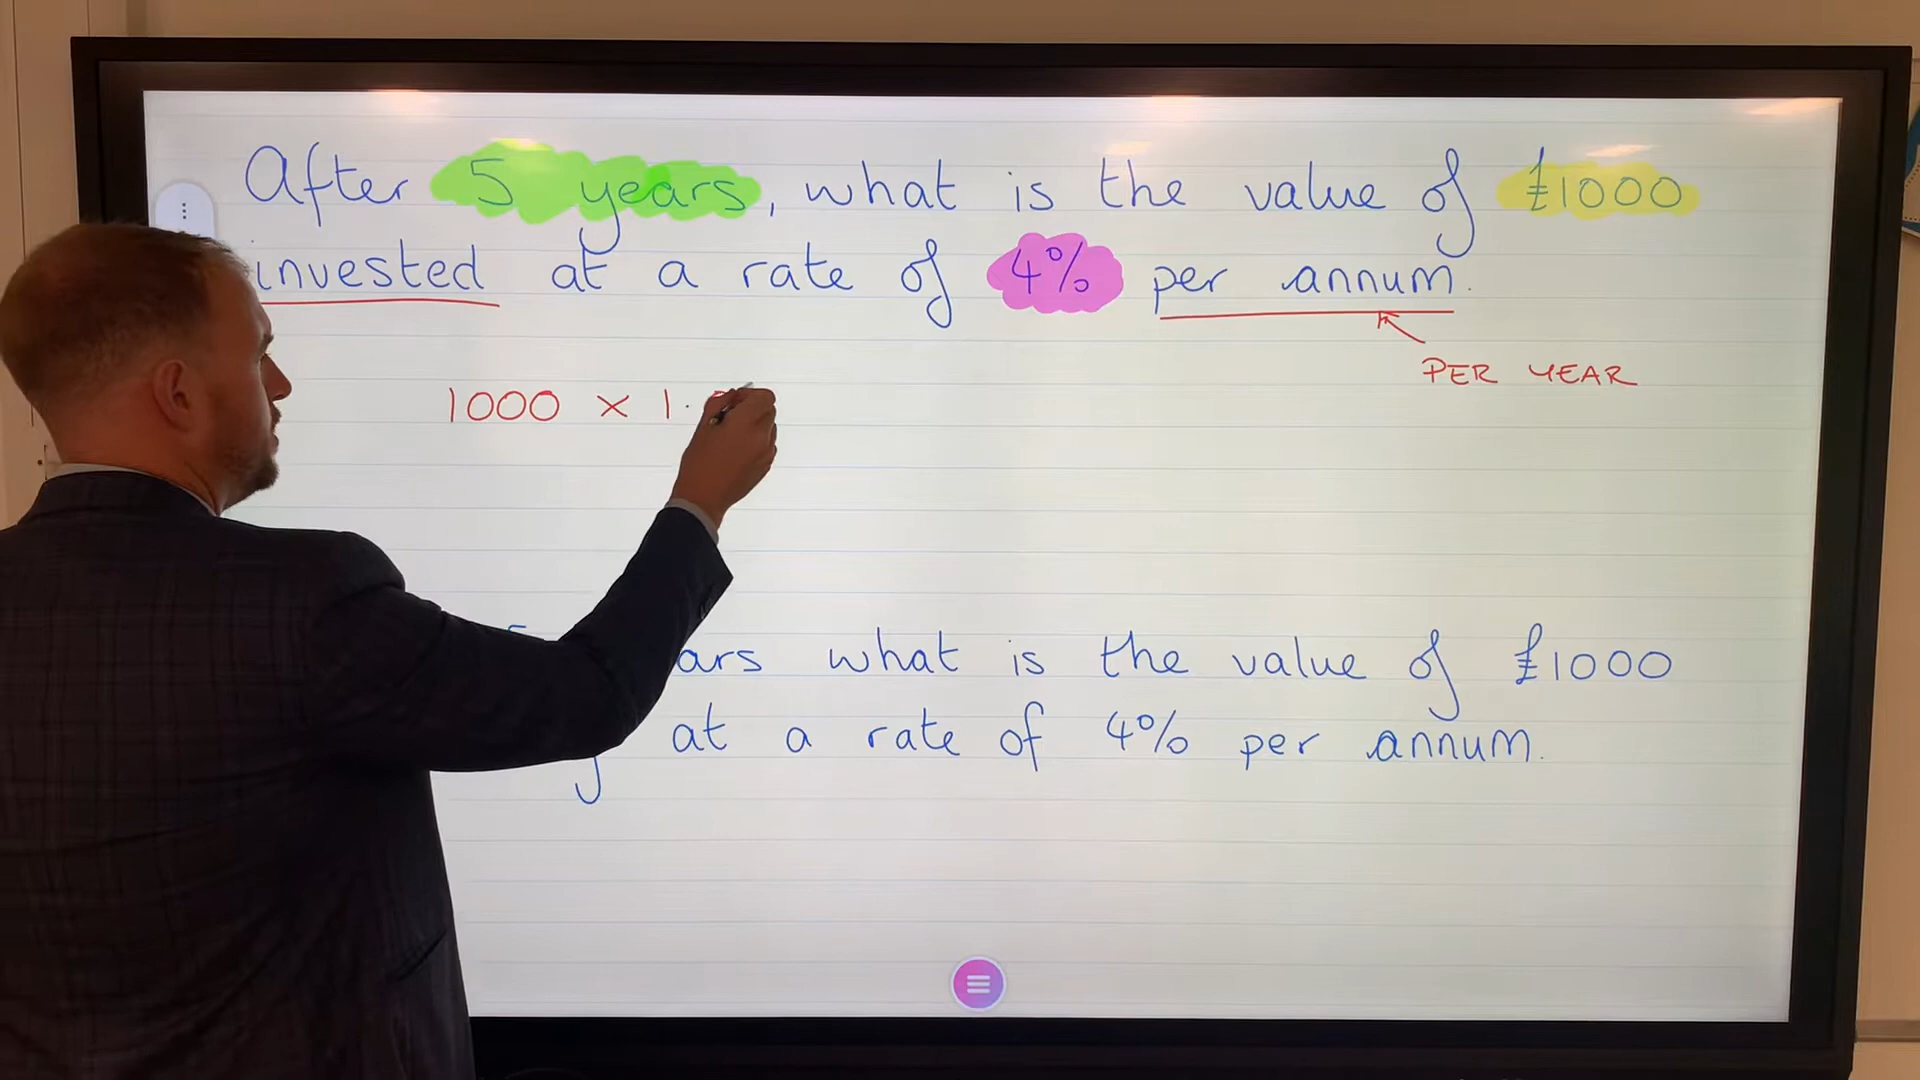 After 5 years, what is the value of £1000
invested at a rate of 4% per annum.
PER YEAR
1000 × 1.
what is the value of £1000
at a rate of 4% per annum.